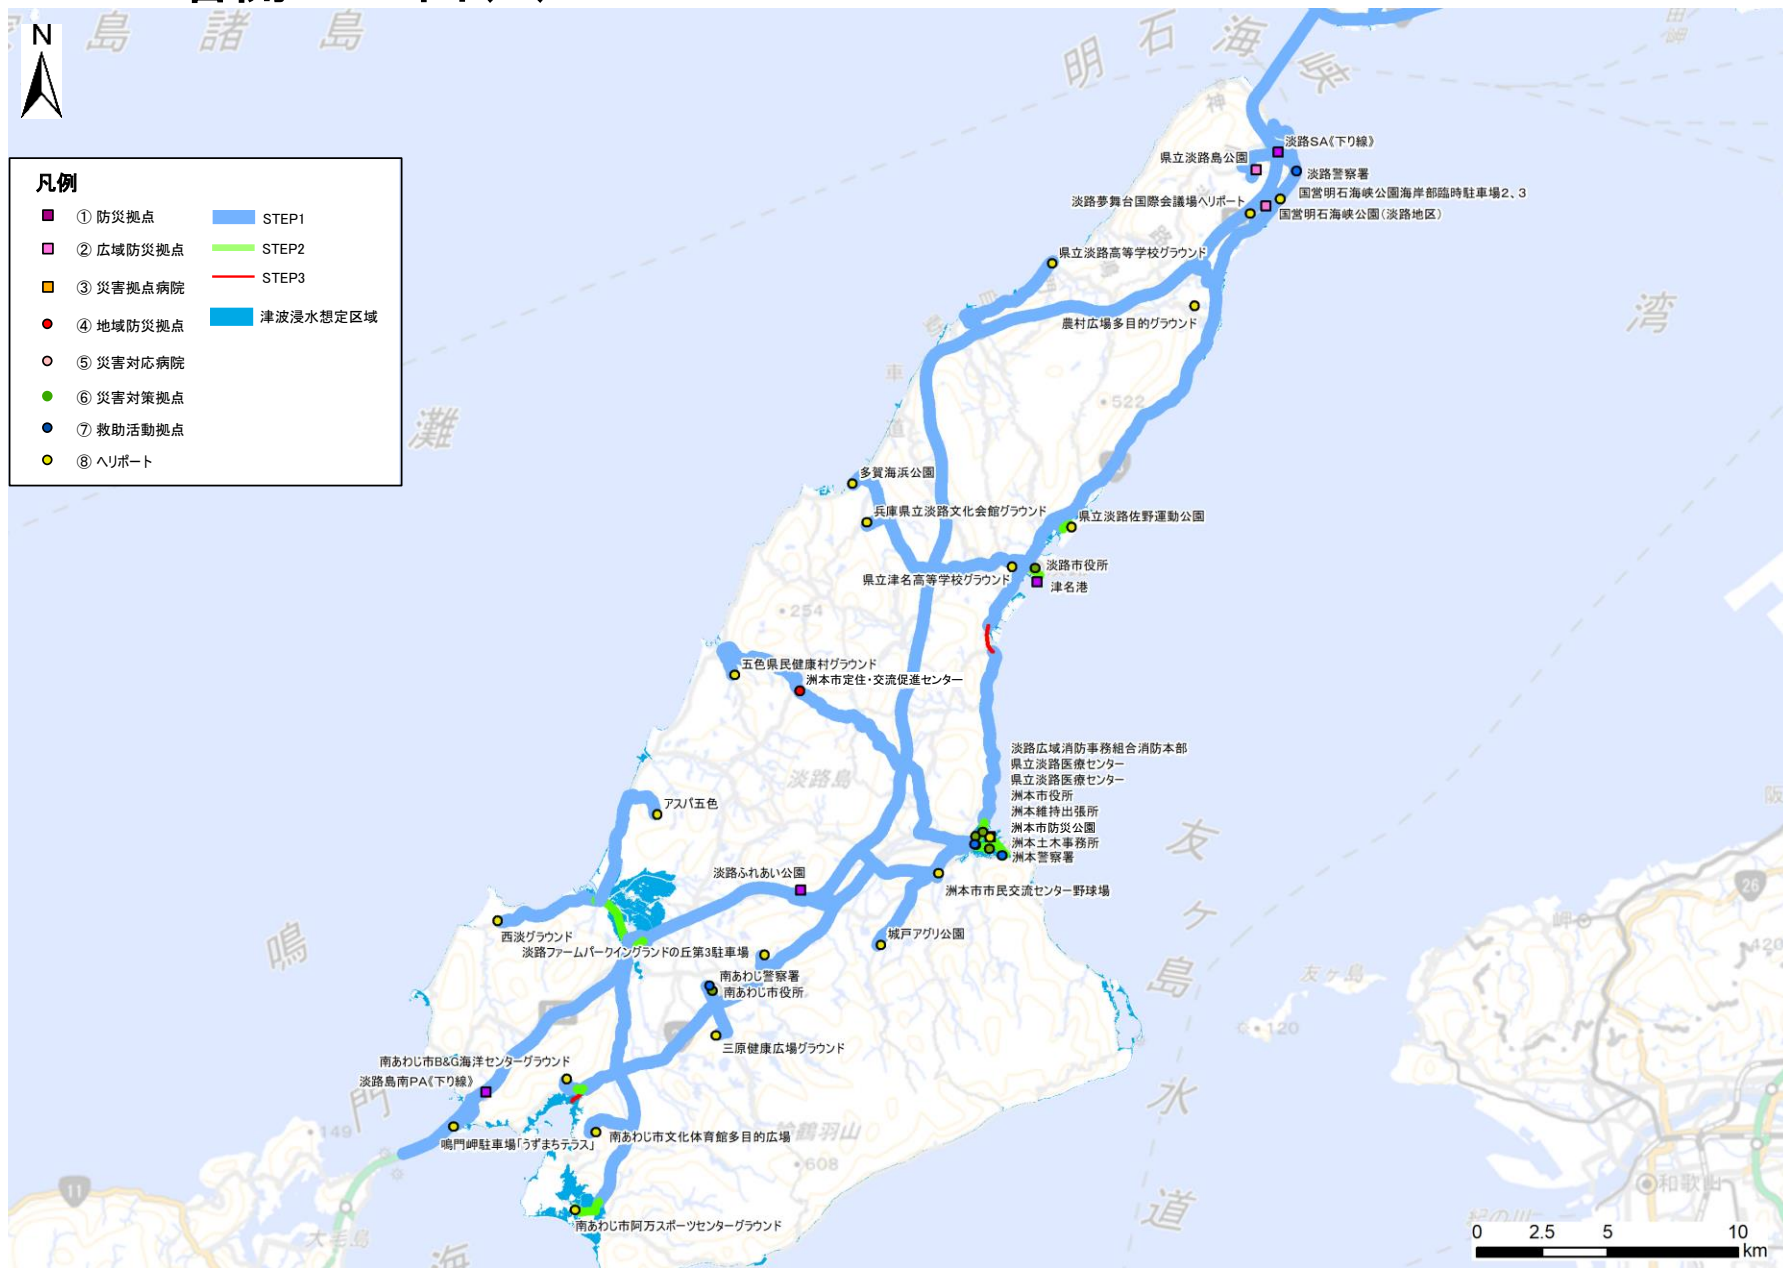 島 諸 島
明 石 海 峡
N
凡例
① 防災拠点
② 広域防災拠点
③ 災害拠点病院
④ 地域防災拠点
⑤ 災害対応病院
⑥ 災害対策拠点
⑦ 救助活動拠点
⑧ ヘリポート
STEP1
STEP2
STEP3
津波浸水想定区域
淡路SA《下り線》
県立淡路島公園
淡路警察署
国営明石海峡公園海岸部臨時駐車場2、3
淡路夢舞台国際会議場ヘリポート
国営明石海峡公園(淡路地区)
県立淡路高等学校グラウンド
農村広場多目的グラウンド
湾
灘
522
多賀海浜公園
兵庫県立淡路文化会館グラウンド
県立淡路佐野運動公園
淡路市役所
県立津名高等学校グラウンド
津名港
254
五色県民健康村グラウンド
洲本市定住・交流促進センター
淡路広域消防事務組合消防本部
県立淡路医療センター
県立淡路医療センター
洲本市役所
洲本維持出張所
洲本市防災公園
洲本土木事務所
洲本警察署
淡路島
アスパ五色
淡路ふれあい公園
洲本市市民交流センター野球場
西淡グラウンド
淡路ファームパークイングランドの丘第3駐車場
城戸アグリ公園
南あわじ警察署
南あわじ市役所
三原健康広場グラウンド
南あわじ市B&G海洋センターグラウンド
淡路島南PA《下り線》
鳴門岬駐車場「うずまちテラス」
南あわじ市文化体育館多目的広場
南あわじ市阿万スポーツセンターグラウンド
鳴 門 海
友 ヶ 島 水 道
友ヶ島
120
149
608
11
26
420
大毛島
和歌山
紀の川
0 2.5 5 10
km